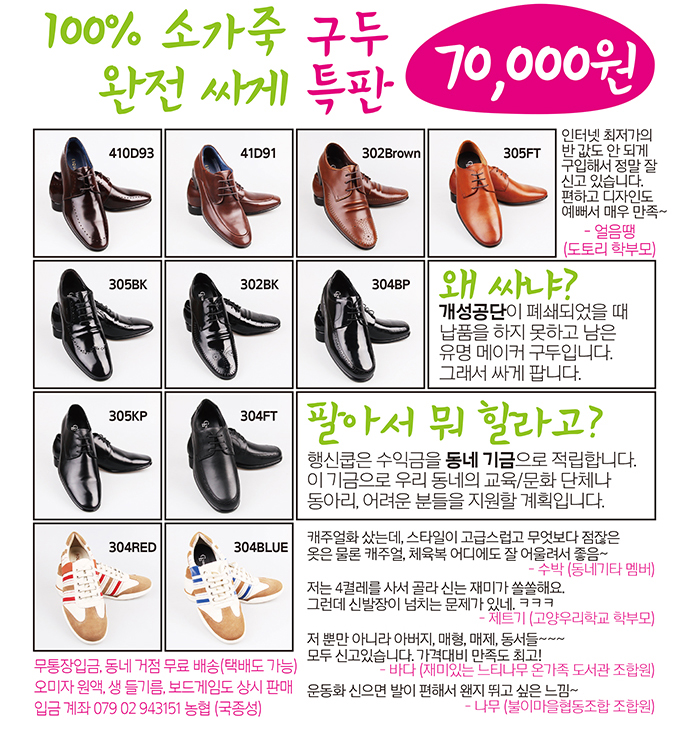 100% 소가죽 구두
완전 싸게 특판
70,000원
410D93
41D91
302Brown
305FT
인터넷 최저가의
반 값도 안 되게
구입해서 정말 잘
신고 있습니다.
편하고 디자인도
예뻐서 매우 만족~
- 얼음땡
(도토리 학부모)
305BK
302BK
304BP
왜 싸냐?
개성공단이 폐쇄되었을 때
납품을 하지 못하고 남은
유명 메이커 구두입니다.
그래서 싸게 팝니다.
305KP
304FT
팔아서 뭐 할라고?
행신쿱은 수익금을 동네 기금으로 적립합니다.
이 기금으로 우리 동네의 교육/문화 단체나
동아리, 어려운 분들을 지원할 계획입니다.
304RED
304BLUE
캐주얼화 샀는데, 스타일이 고급스럽고 무엇보다 점잖은
옷은 물론 캐주얼, 체육복 어디에도 잘 어울려서 좋음~
- 수박 (동네기타 멤버)
저는 4켤레를 사서 골라 신는 재미가 쏠쏠해요.
그런데 신발장이 넘치는 문제가 있네. ㅋㅋㅋ
- 제트기 (고양우리학교 학부모)
저 뿐만 아니라 아버지, 매형, 매제, 동서들~~~
모두 신고있습니다. 가격대비 만족도 최고!
- 바다 (재미있는 느티나무 온가족 도서관 조합원)
운동화 신으면 발이 편해서 왠지 뛰고 싶은 느낌~
- 나무 (붙이마을협동조합 조합원)
무통장입금, 동네 거점 무료 배송(택배도 가능)
오미자 원액, 생 들기름, 보드게임도 상시 판매
입금 계좌 079 02 943151 농협 (국종성)